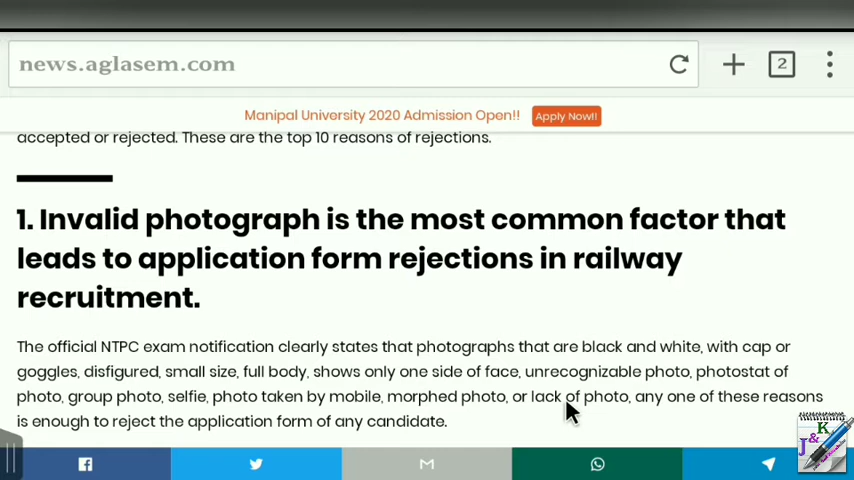 news.aglasem.com
2
Manipal University 2020 Admission Open!! Apply Now!!
accepted or rejected. These are the top 10 reasons of rejections.
1. Invalid photograph is the most common factor that
leads to application form rejections in railway
recruitment.
The official NTPC exam notification clearly states that photographs that are black and white, with cap or
goggles, disfigured, small size, full body, shows only one side of face, unrecognizable photo, photostat of
photo, group photo, selfie, photo taken by mobile, morphed photo, or lack of photo, any one of these reasons
is enough to reject the application form of any candidate.
J&K